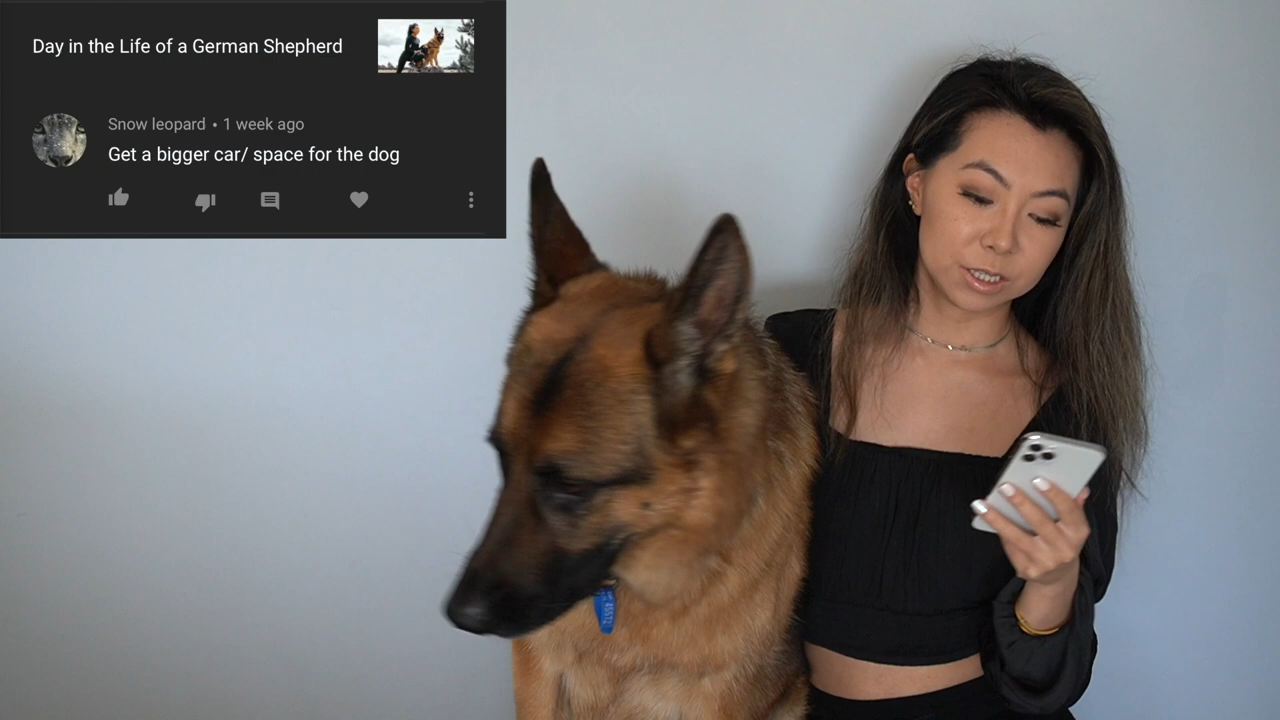 Day in the Life of a German Shepherd
Snow leopard • 1 week ago
Get a bigger car/ space for the dog